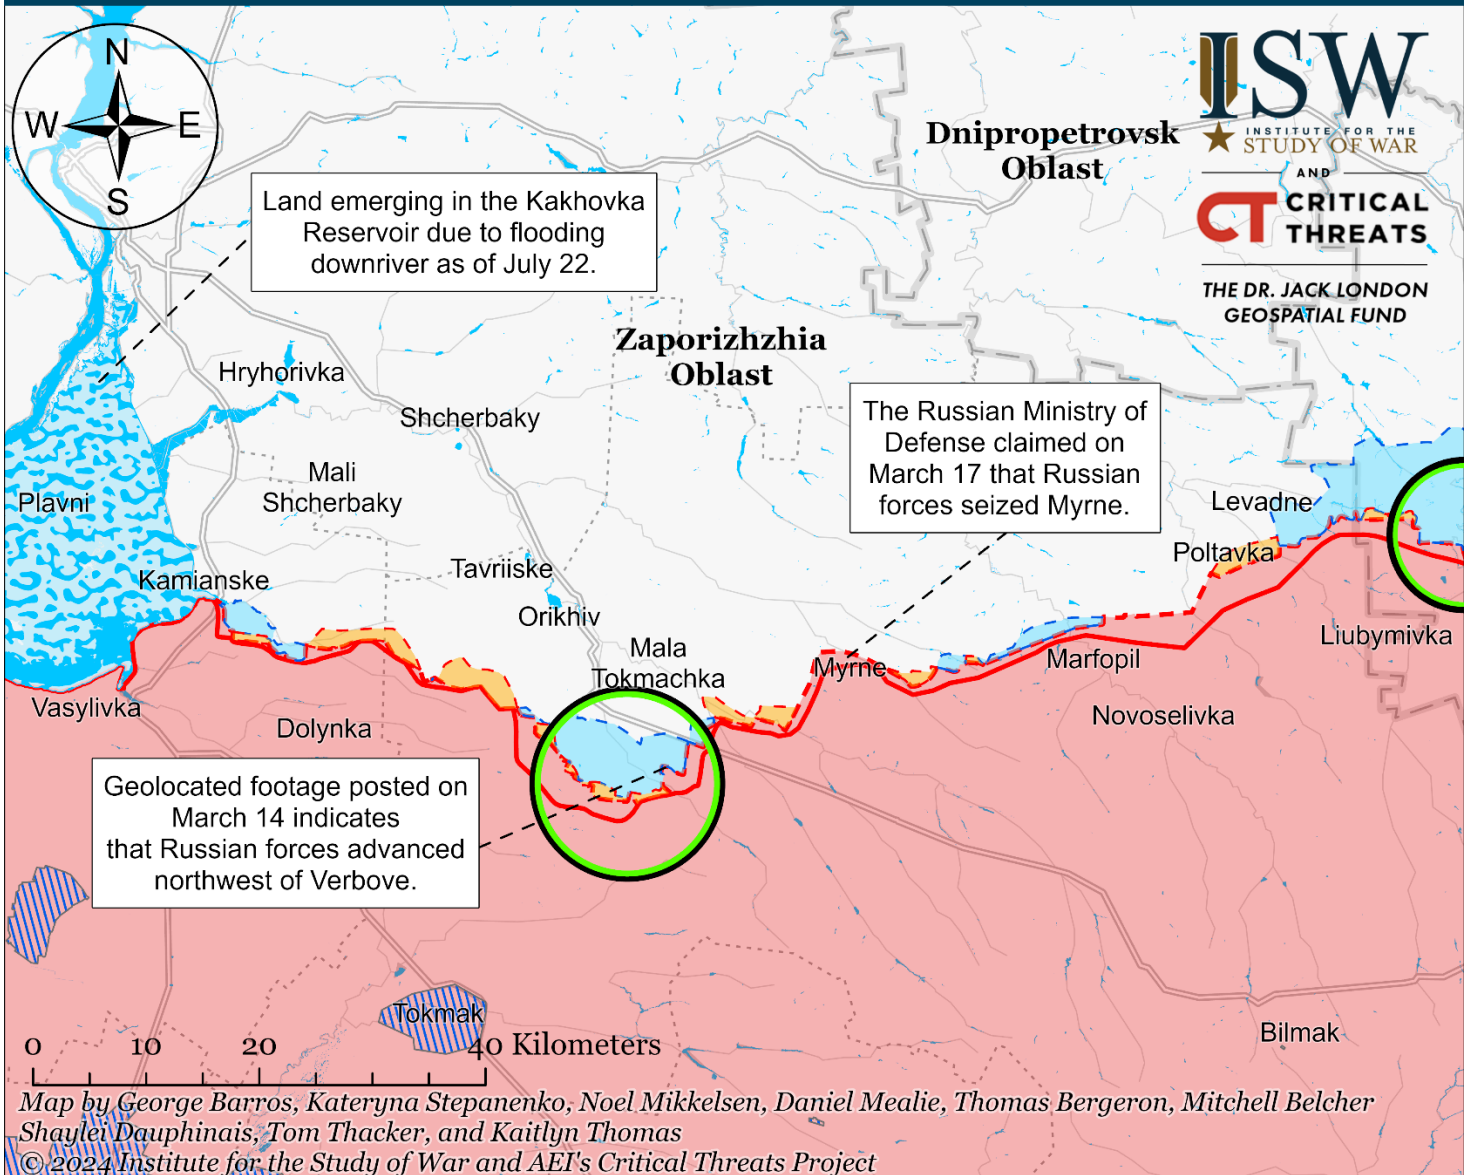 N
W
E
S
ISW
INSTITUTE FOR THE
STUDY OF WAR
AND
CT CRITICAL
THREATS
THE DR. JACK LONDON
GEOSPATIAL FUND
Dnipropetrovsk
Oblast
Land emerging in the Kakhovka
Reservoir due to flooding
downriver as of July 22.
Zaporizhzhia
Oblast
Hryhorivka
Shcherbaky
The Russian Ministry of
Defense claimed on
March 17 that Russian
forces seized Myrne.
Mali
Shcherbaky
Plavni
Levadne
Poltavka
Kamianske
Tavriiske
Orikhiv
Mala
Tokmachka
Liubymivka
Myrne
Marfopil
Vasylivka
Dolynka
Novoselivka
Geolocated footage posted on
March 14 indicates
that Russian forces advanced
northwest of Verbove.
Tokmak
Bilmak
0 10 20 40 Kilometers
Map by George Barros, Kateryna Stepanenko, Noel Mikkelsen, Daniel Mealie, Thomas Bergeron, Mitchell Belcher
Shaylei Dauphinais, Tom Thacker, and Kaitlyn Thomas
© 2024 Institute for the Study of War and AEI's Critical Threats Project